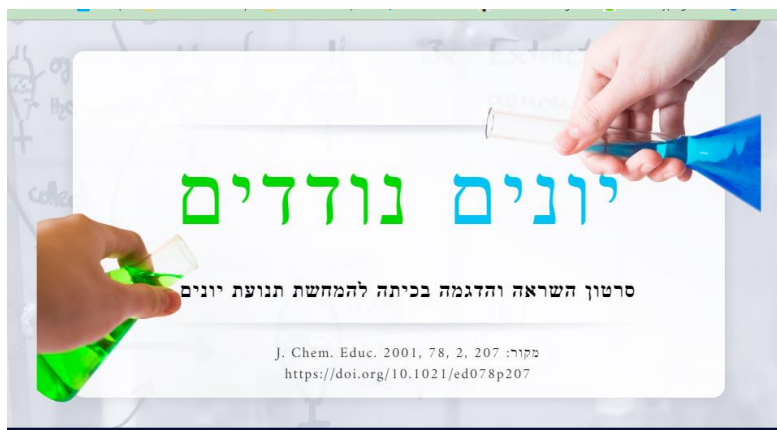 יונים נודדים
סרטון השראה והדגמה בכיתה להמחשת תנועת יונים
מקור: J. Chem. Educ. 2001, 78, 2, 207
https://doi.org/10.1021/ed078p207